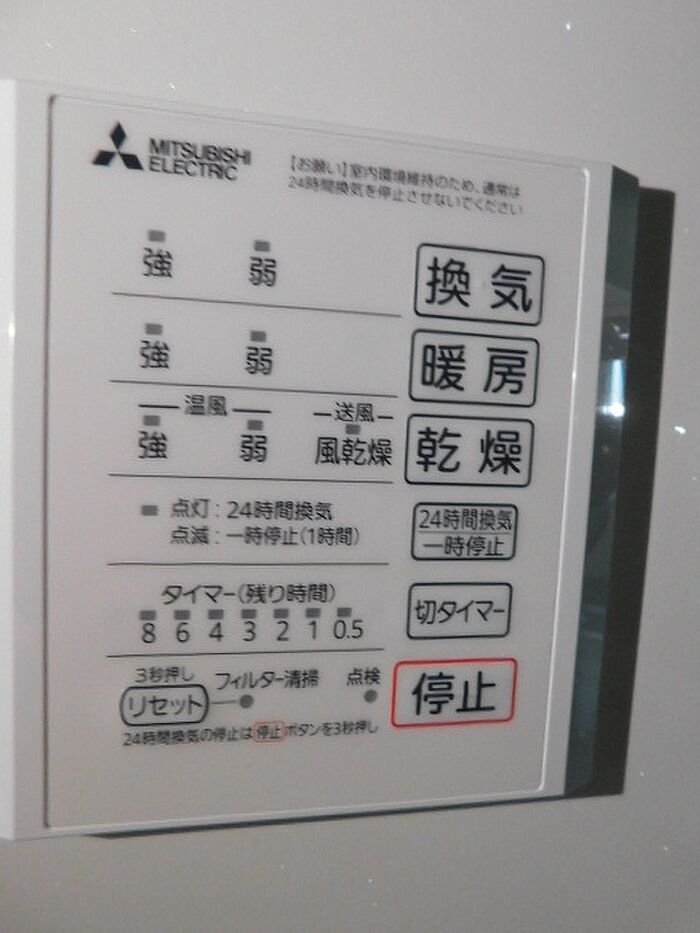 MITSUBISHI
ELECTRIC
【お願い】室内環境維持のため、通常は
24時間換気を停止させないでください
強 弱 換気
強 弱 暖房
温風 送風
強 弱 風乾燥 乾燥
点灯:24時間換気
点滅:一時停止(1時間)
24時間換気
一時停止
タイマー(残り時間)
8 6 4 3 2 1 0.5
切タイマー
3秒押し
リセット フィルター清掃 点検
停止
24時間換気の停止は停止ボタンを3秒押し